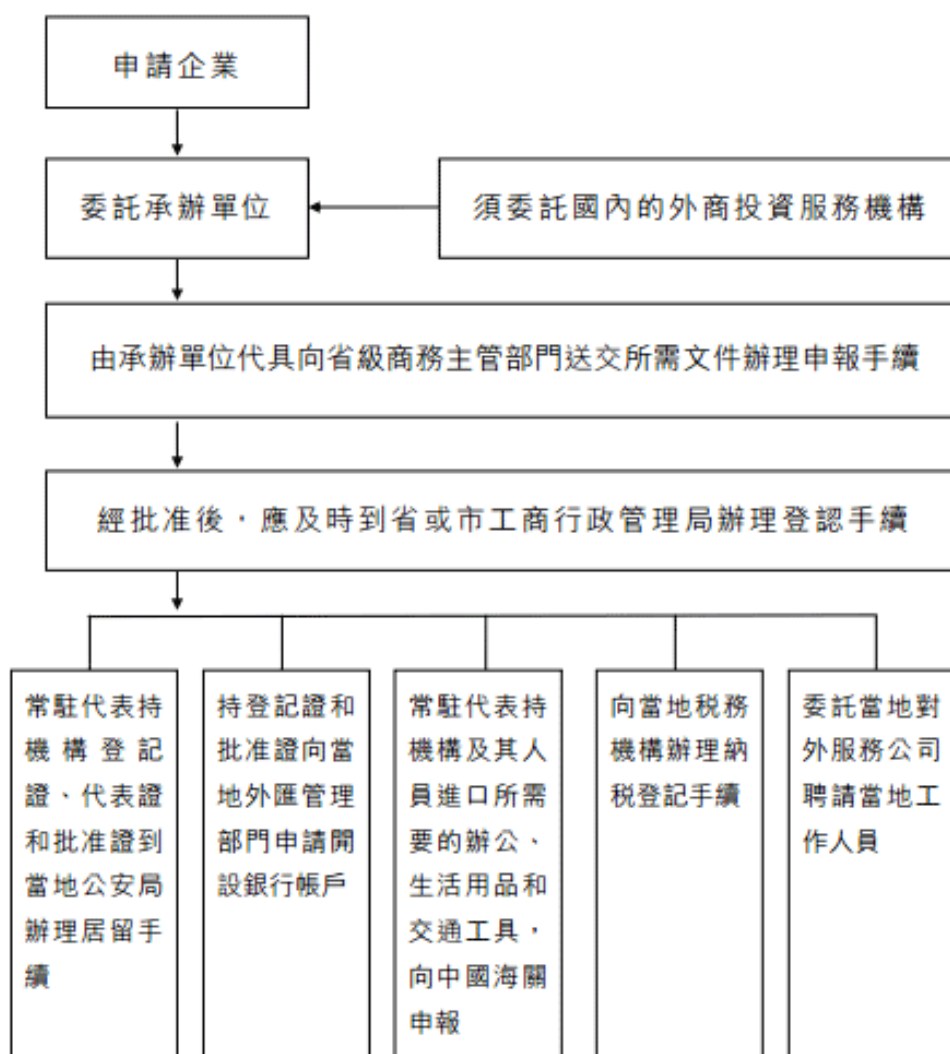 申請企業
委託承辦單位
須委託國內的外商投資服務機構
由承辦單位代具向省級商務主管部門送交所需文件辦理申報手續
經批准後，應及時到省或市工商行政管理局辦理登認手續
常駐代表持
機構登記
證、代表證
和批准證到
當地公安局
辦理居留手
續
持登記證和
批准證向當
地外匯管理
部門申請開
設銀行帳戶
常駐代表持
機構及其人
員進口所需
要的辦公、
生活用品和
交通工具，
向中國海關
申報
向當地税務
機構辦理納
税登記手續
委託當地對
外服務公司
聘請當地工
作人員